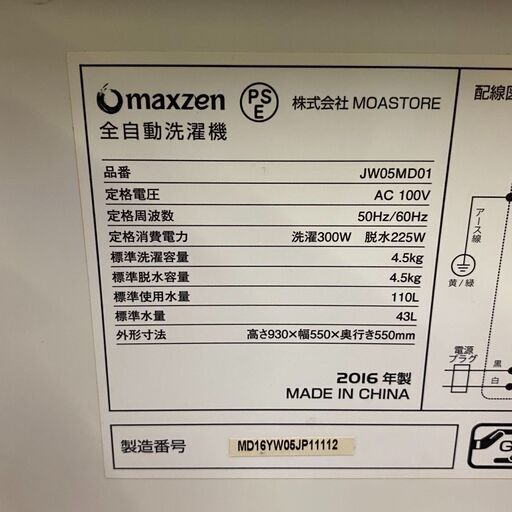 maxzen PSE 株式会社 MOASTORE
全自動洗濯機
品番 JW05MD01
定格電圧 AC 100V
定格周波数 50Hz/60Hz
定格消費電力 洗濯300W 脱水225W
標準洗濯容量 4.5kg
標準脱水容量 4.5kg
標準使用水量 110L
標準水量 43L
外形寸法 高さ930×幅550×奥行き550mm
2016 年製
MADE IN CHINA
製造番号 MD16YW05JP11112
配線図
アース線
黄/緑
電源プラグ
黒
白
G